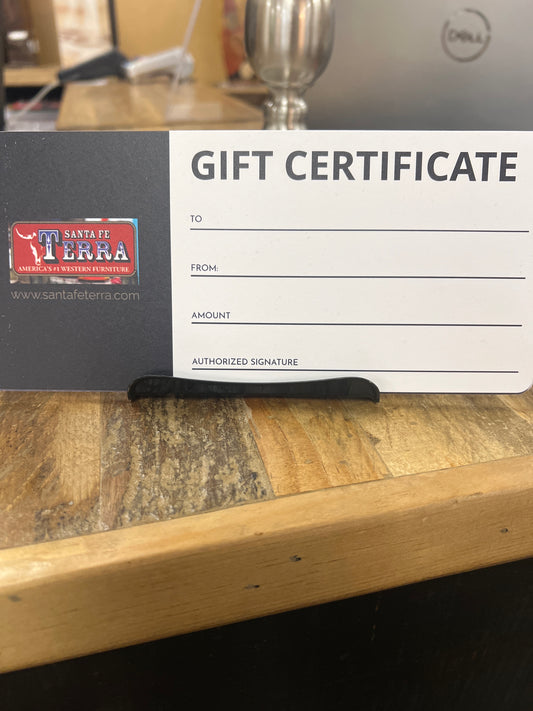 DELL
GIFT CERTIFICATE
TO
SANTA FE
TERRA
AMERICA'S #1 WESTERN FURNITURE
www.santafeterra.com
FROM:
AMOUNT
AUTHORIZED SIGNATURE